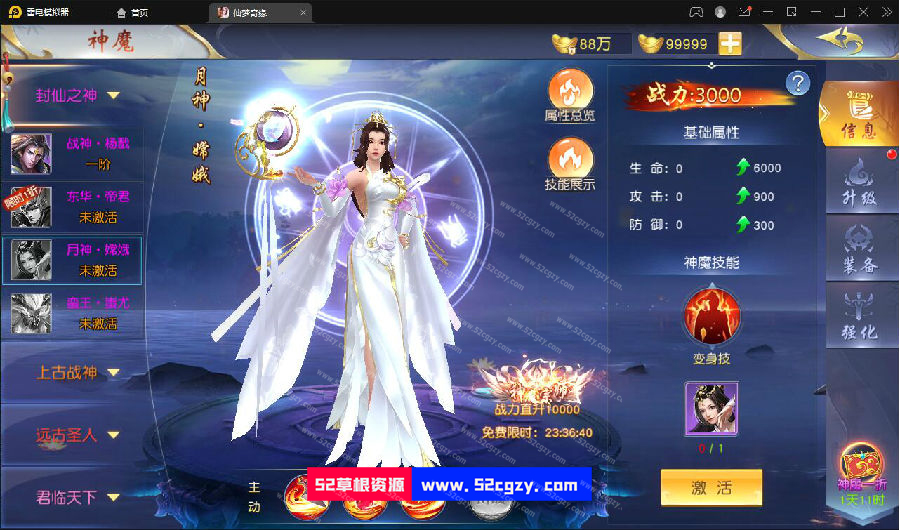 雷电模拟器
首页
仙梦奇缘
神魔
88万
99999
封仙之神
战神·杨戬
一阶
限时1折
东华·帝君
未激活
月神·嫦娥
未激活
蛮王·蚩尤
未激活
上古战神
远古圣人
君临天下
月神·嫦娥
属性总览
技能展示
战力直升10000
免费限时：23:36:40
主动
52草根资源
www.52cgzy.com
战力:3000
?
基础属性
生 命: 0
6000
攻 击: 0
900
防 御: 0
300
神魔技能
变身技
0 / 1
激 活
信息
升级
装备
强化
1天11时
www.52cgzy.com